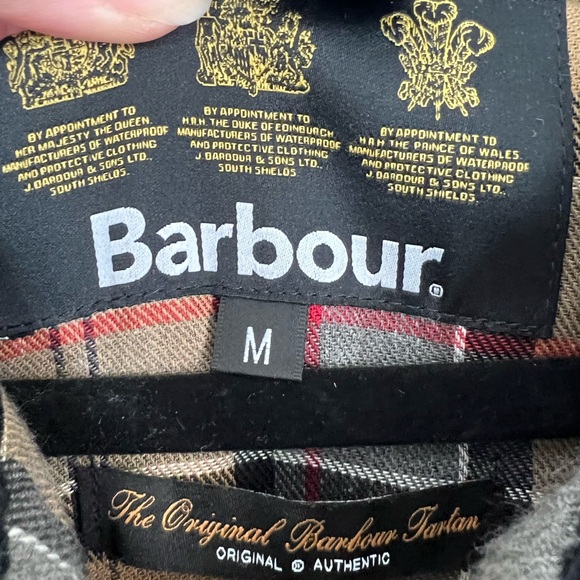 BY APPOINTMENT TO
HER MAJESTY THE QUEEN.
MANUFACTURERS OF WATERPROOF
AND PROTECTIVE CLOTHING
J. BARBOUR & SONS LTD.,
SOUTH SHIELDS.
BY APPOINTMENT TO
H.R.H. THE DUKE OF EDINBURGH
MANUFACTURERS OF WATERPROOF
AND PROTECTIVE CLOTHING
J. BARBOUR & SONS LTD.,
SOUTH SHIELDS.
BY APPOINTMENT TO
H.R.H. THE PRINCE OF WALES
MANUFACTURERS OF WATERPROOF
AND PROTECTIVE CLOTHING
J. BARBOUR & SONS LTD.,
SOUTH SHIELDS.
Barbour®
M
The Original Barbour Tartan
ORIGINAL AUTHENTIC